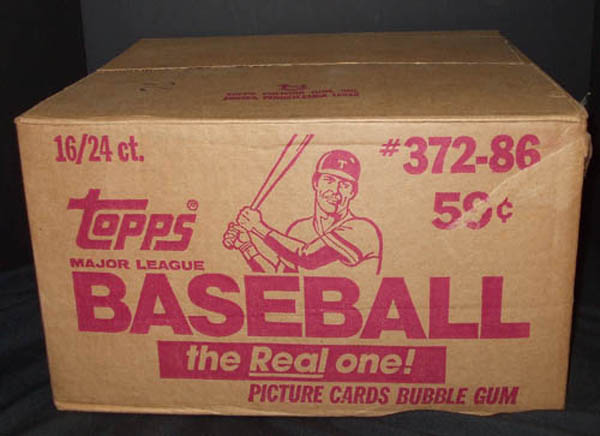 16/24 ct.
#372-86
59¢
T
TOPPS®
MAJOR LEAGUE
BASEBALL
the Real one!
PICTURE CARDS BUBBLE GUM